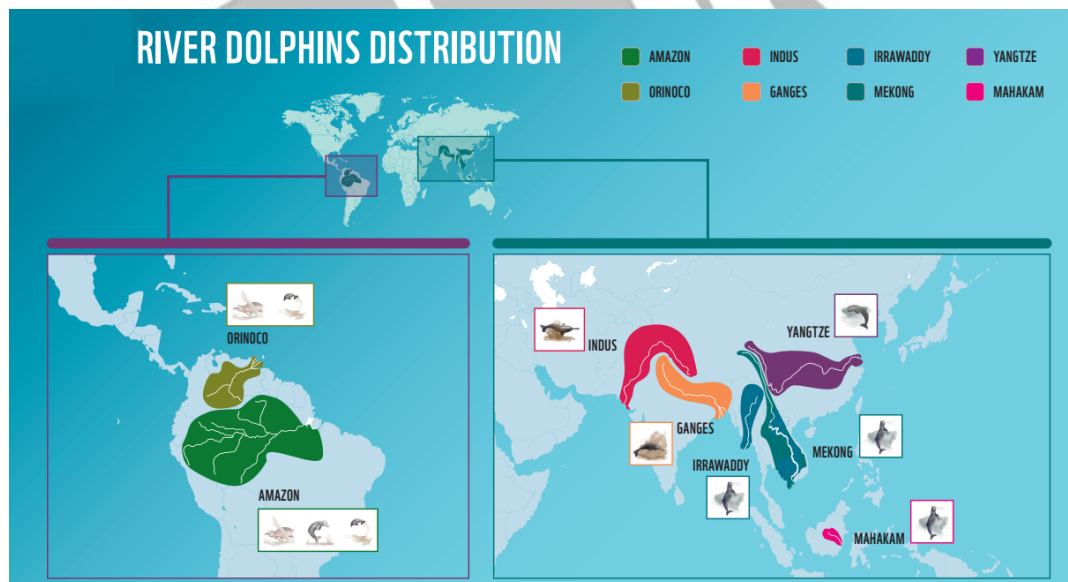 RIVER DOLPHINS DISTRIBUTION
AMAZON
INDUS
IRRAWADDY
YANGTZE
ORINOCO
GANGES
MEKONG
MAHAKAM
ORINOCO
AMAZON
INDUS
YANGTZE
GANGES
IRRAWADDY
MEKONG
MAHAKAM